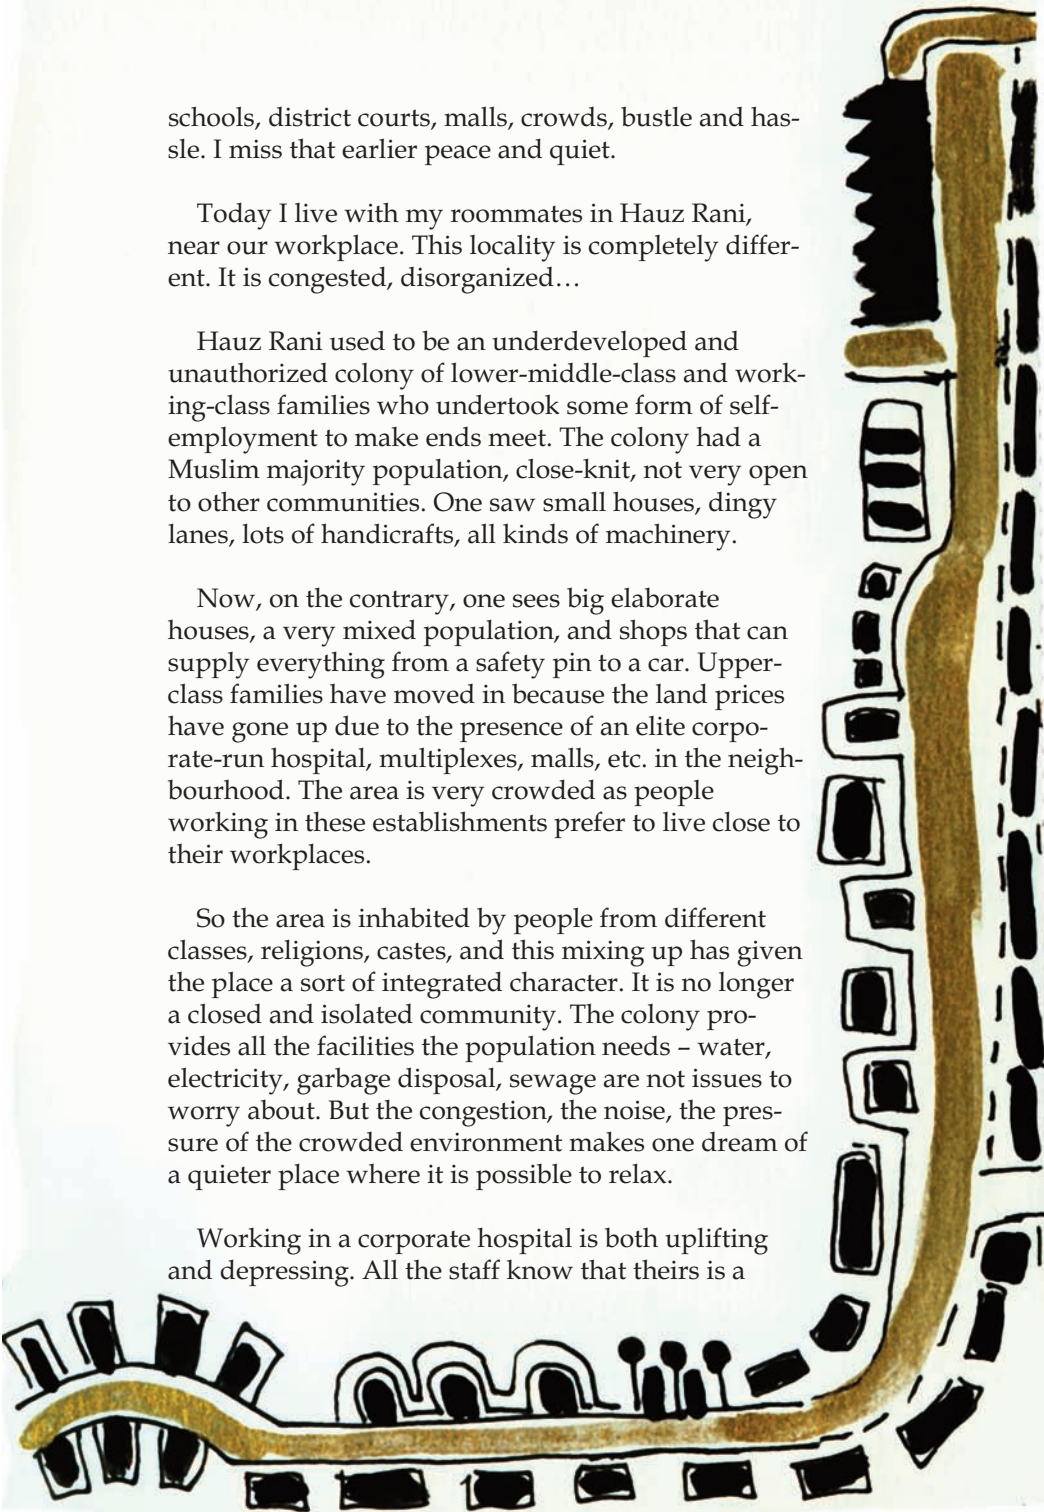 schools, district courts, malls, crowds, bustle and has-
sle. I miss that earlier peace and quiet.
Today I live with my roommates in Hauz Rani,
near our workplace. This locality is completely differ-
ent. It is congested, disorganized…
Hauz Rani used to be an underdeveloped and
unauthorized colony of lower-middle-class and work-
ing-class families who undertook some form of self-
employment to make ends meet. The colony had a
Muslim majority population, close-knit, not very open
to other communities. One saw small houses, dingy
lanes, lots of handicrafts, all kinds of machinery.
Now, on the contrary, one sees big elaborate
houses, a very mixed population, and shops that can
supply everything from a safety pin to a car. Upper-
class families have moved in because the land prices
have gone up due to the presence of an elite corpo-
rate-run hospital, multiplexes, malls, etc. in the neigh-
bourhood. The area is very crowded as people
working in these establishments prefer to live close to
their workplaces.
So the area is inhabited by people from different
classes, religions, castes, and this mixing up has given
the place a sort of integrated character. It is no longer
a closed and isolated community. The colony pro-
vides all the facilities the population needs – water,
electricity, garbage disposal, sewage are not issues to
worry about. But the congestion, the noise, the pres-
sure of the crowded environment makes one dream of
a quieter place where it is possible to relax.
Working in a corporate hospital is both uplifting
and depressing. All the staff know that theirs is a